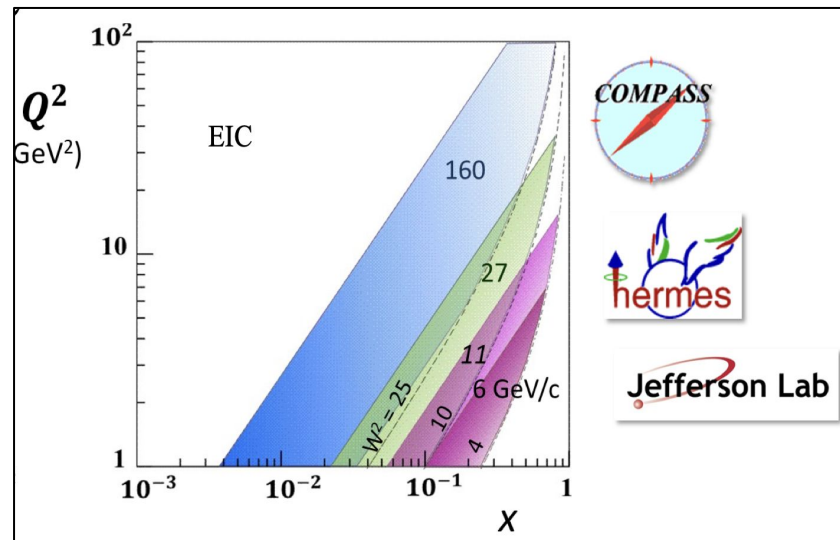 10²
Q²
GeV²)
EIC
160
10
27
11
6 GeV/c
W² = 25
10
4
1
10⁻³
10⁻²
10⁻¹
1
x
COMPASS
hermes
Jefferson Lab